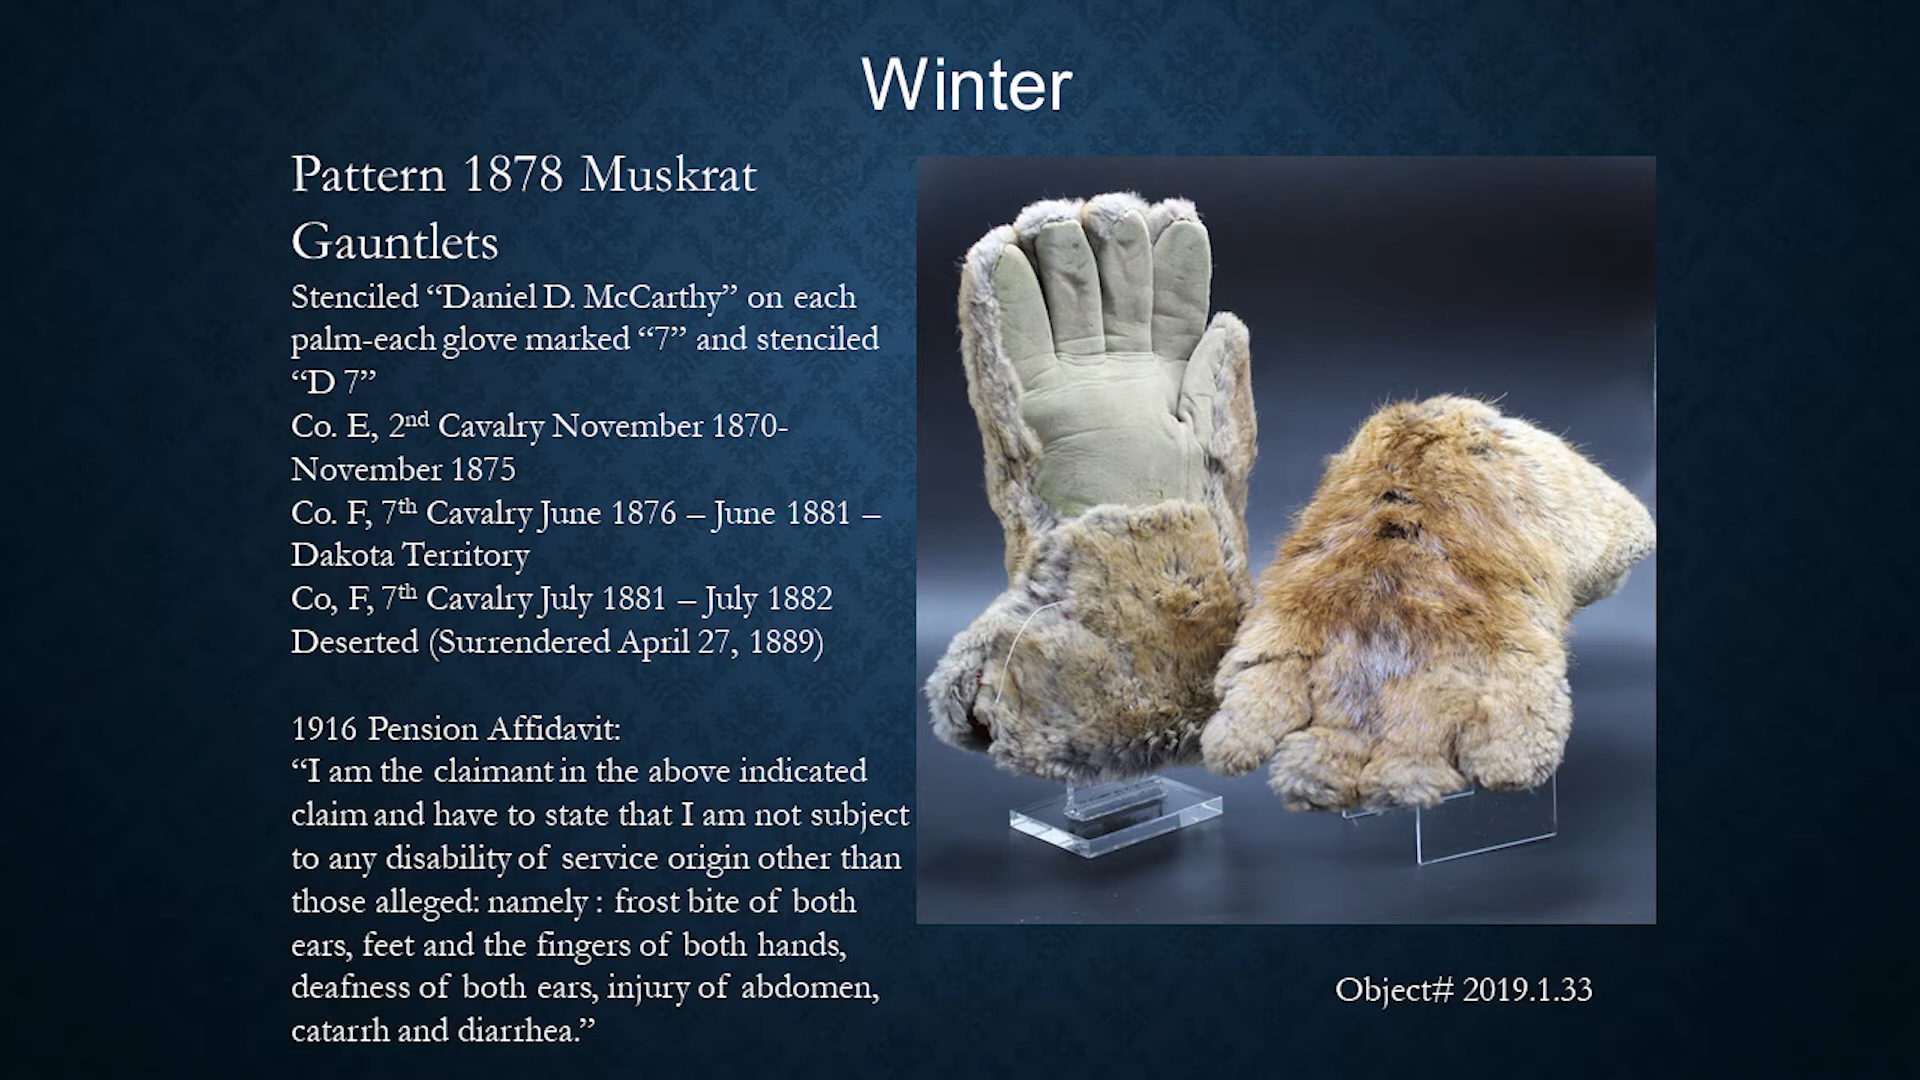 Winter
Pattern 1878 Muskrat
Gauntlets
Stenciled “Daniel D. McCarthy” on each
palm-each glove marked “7” and stenciled
“D 7”
Co. E, 2nd Cavalry November 1870-
November 1875
Co. F, 7th Cavalry June 1876 – June 1881 –
Dakota Territory
Co, F, 7th Cavalry July 1881 – July 1882
Deserted (Surrendered April 27, 1889)
1916 Pension Affidavit:
“I am the claimant in the above indicated
claim and have to state that I am not subject
to any disability of service origin other than
those alleged: namely : frost bite of both
ears, feet and the fingers of both hands,
deafness of both ears, injury of abdomen,
catarrh and diarrhea.”
Object# 2019.1.33